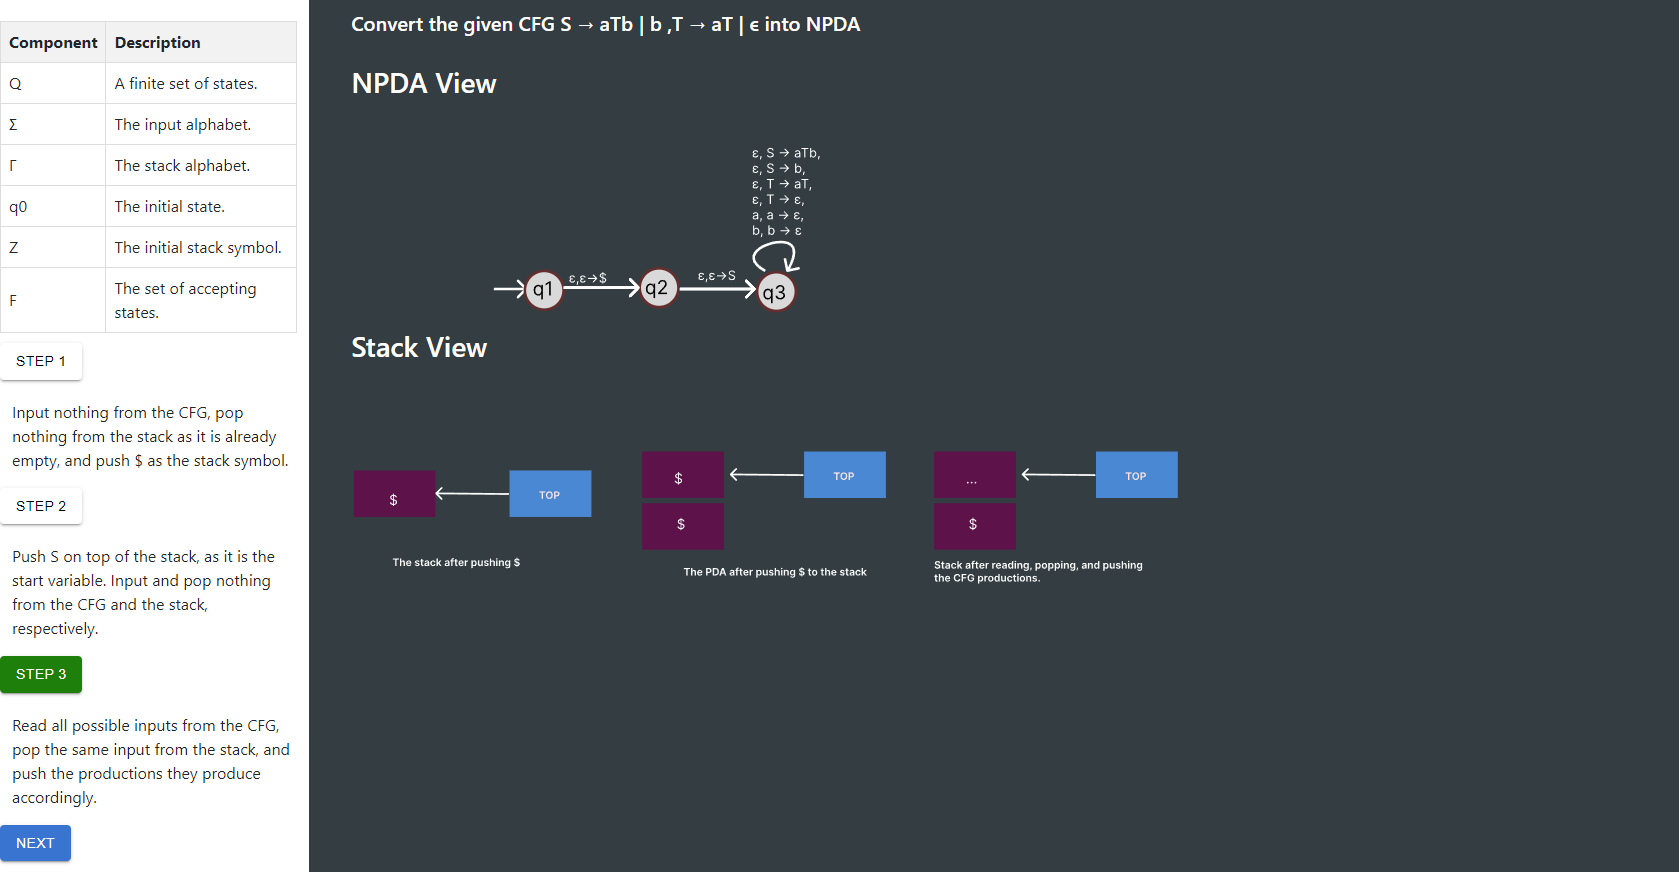 Component Description
Q A finite set of states.
Σ The input alphabet.
Γ The stack alphabet.
q0 The initial state.
Z The initial stack symbol.
F The set of accepting
states.
STEP 1
Input nothing from the CFG, pop
nothing from the stack as it is already
empty, and push $ as the stack symbol.
STEP 2
Push S on top of the stack, as it is the
start variable. Input and pop nothing
from the CFG and the stack,
respectively.
STEP 3
Read all possible inputs from the CFG,
pop the same input from the stack, and
push the productions they produce
accordingly.
NEXT
Convert the given CFG S → aTb | b ,T → aT | ϵ into NPDA
NPDA View
ε, S → aTb,
ε, S → b,
ε, T → aT,
ε, T → ε,
a, a → ε,
b, b → ε
q1
ε,ε→$
q2
ε,ε→S
q3
Stack View
$
TOP
The stack after pushing $
$
TOP
$
The PDA after pushing $ to the stack
...
TOP
$
Stack after reading, popping, and pushing
the CFG productions.